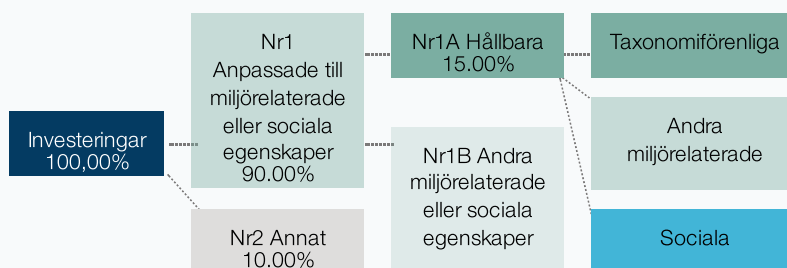 Investeringar
100,00%
Nr1
Anpassade till
miljörelaterade
eller sociala
egenskaper
90.00%
Nr2 Annat
10.00%
Nr1A Hållbara
15.00%
Nr1B Andra
miljörelaterade
eller sociala
egenskaper
Taxonomiförenliga
Andra
miljörelaterade
Sociala